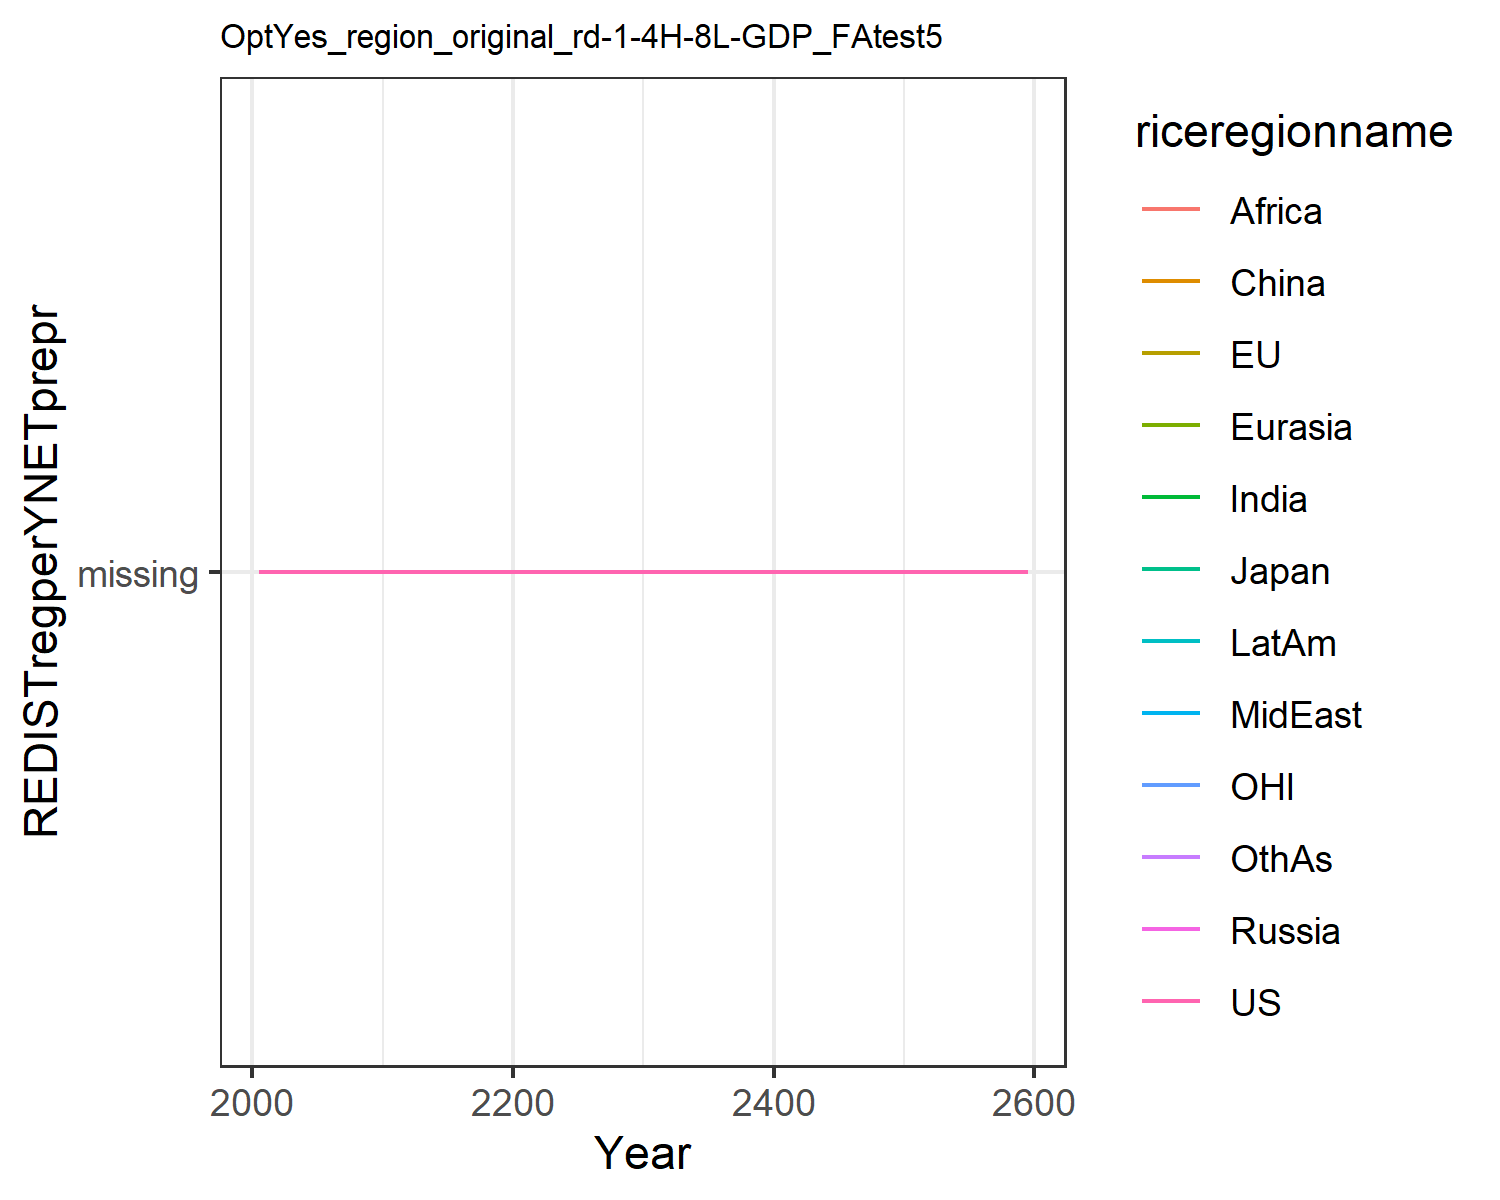 OptYes_region_original_rd-1-4H-8L-GDP_FAtest5
REDISTregperYNETprepr
missing
2000
2200
2400
2600
Year
riceregionname
Africa
China
EU
Eurasia
India
Japan
LatAm
MidEast
OHI
OthAs
Russia
US